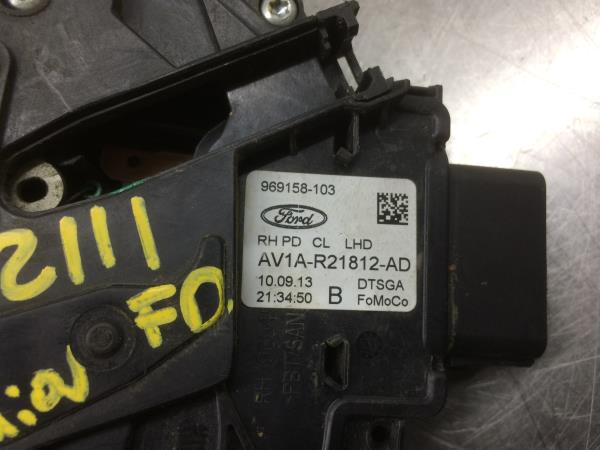 969158-103
Ford
RH PD CL LHD
AV1A-R21812-AD
10.09.13 DTSGA
21:34:50 B FoMoCo
2111
FD.